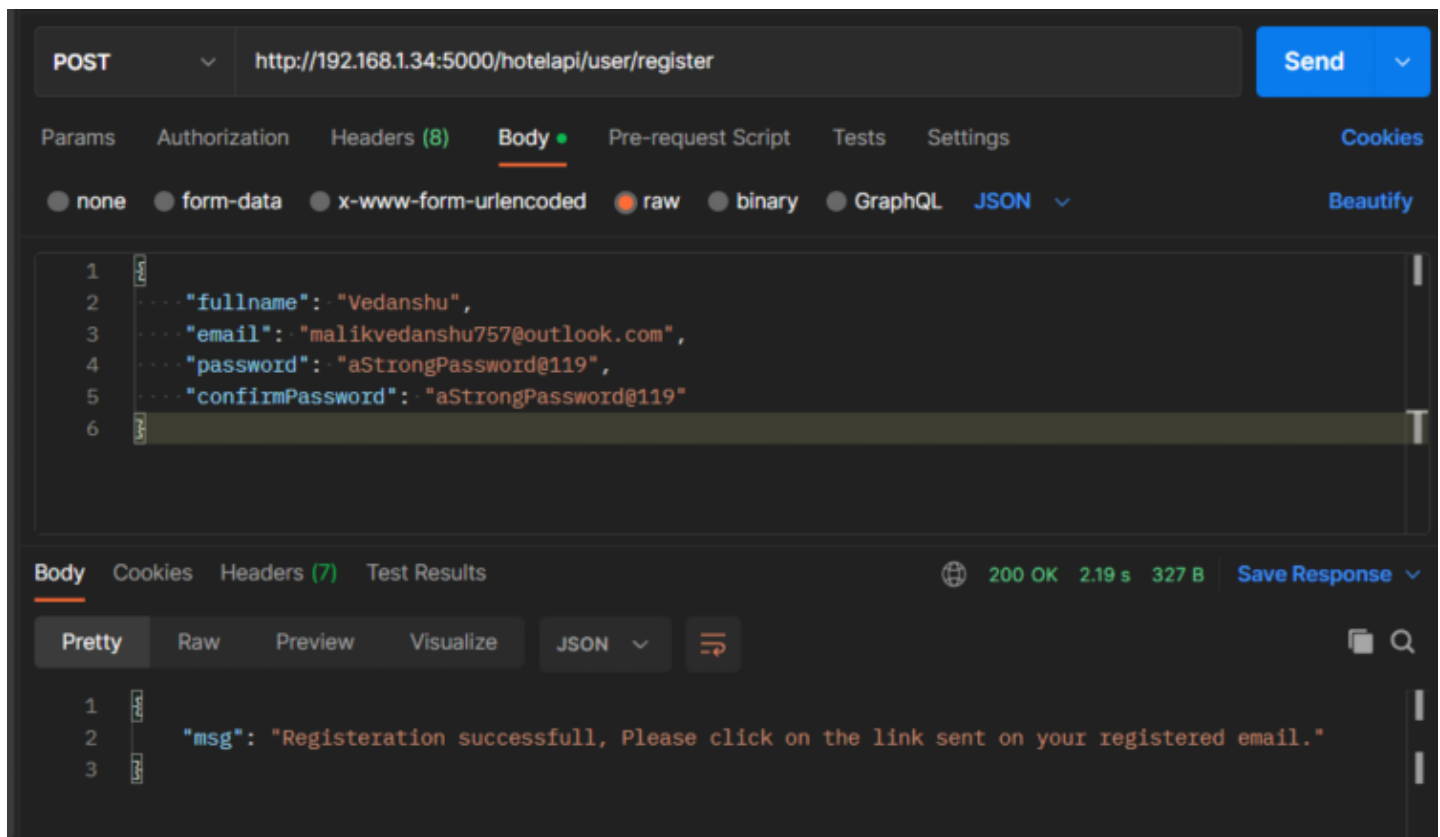 POST http://192.168.1.34:5000/hotelapi/user/register Send
Params Authorization Headers (8) Body Pre-request Script Tests Settings Cookies
none form-data x-www-form-urlencoded raw binary GraphQL JSON Beautify
1 {
2 "fullname": "Vedanshu",
3 "email": "malikvedanshu757@outlook.com",
4 "password": "aStrongPassword@119",
5 "confirmPassword": "aStrongPassword@119"
6 }
Body Cookies Headers (7) Test Results 200 OK 2.19 s 327 B Save Response
Pretty Raw Preview Visualize JSON
1 {
2 "msg": "Registeration successfull, Please click on the link sent on your registered email."
3 }